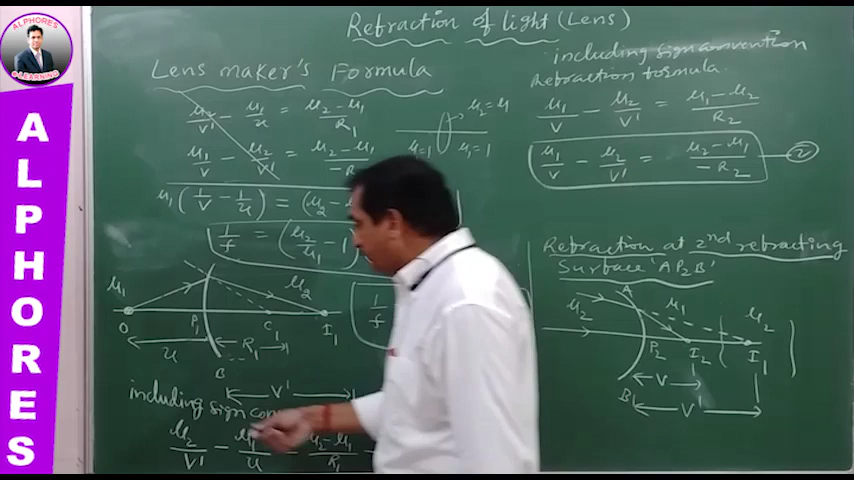 ALPHORES
e-LEARNING
ALPHORES
Refraction of light (Lens)
Lens maker's Formula
μ2/v' - μ1/u = μ2-μ1/R1
μ1/v - μ2/v' = μ2-μ1/-R
μ1 (1/v - 1/u) = (μ2 -
1/f = (μ2/μ1 - 1)
1/f
μ2=μ
μ=1 μ1=1
including sign convention
Refraction formula.
μ1/v - μ2/v' = μ1-μ2/R2
μ1/v - μ2/v' = μ2-μ1/-R2 2
Refraction at 2nd refracting
Surface 'AP2B'
μ1 μ2
O P1 C I1
u R1
B
V'
including sign con
μ2/V' - μ1/u = μ2-μ1/R1
A
μ2 μ1 μ2
P2 I2 I1
V
B V'